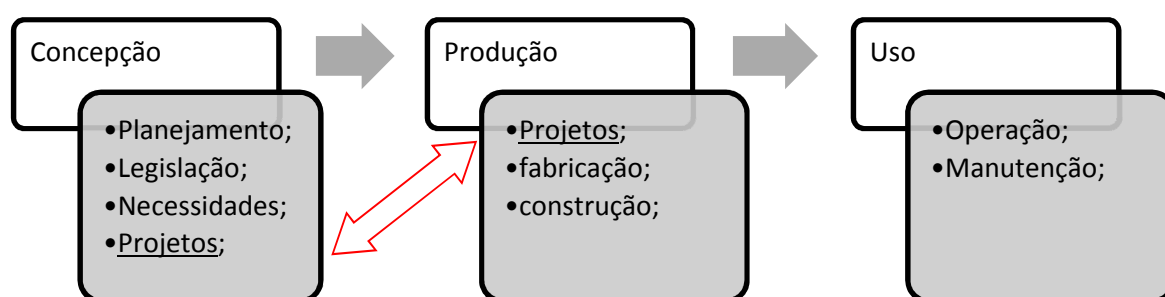 Concepção
•Planejamento;
•Legislação;
•Necessidades;
•Projetos;
Produção
•Projetos;
•fabricação;
•construção;
Uso
•Operação;
•Manutenção;